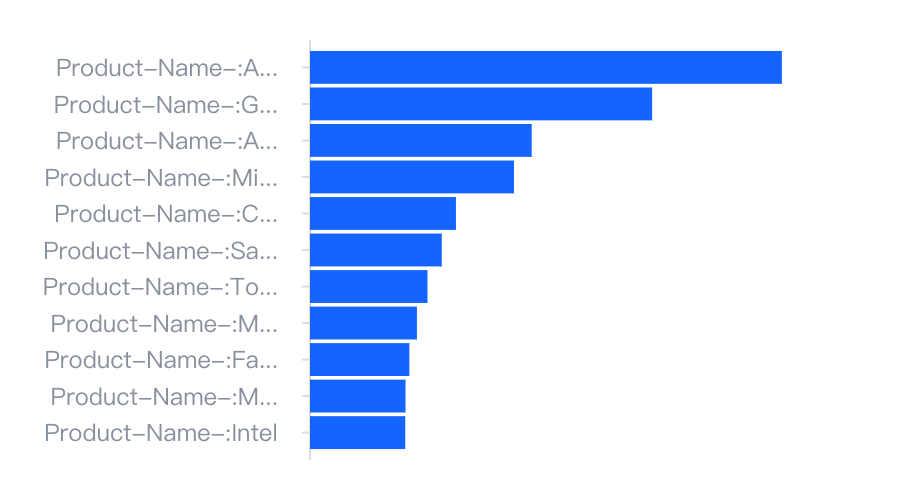 Product-Name-:A...
Product-Name-:G...
Product-Name-:A...
Product-Name-:Mi...
Product-Name-:C...
Product-Name-:Sa...
Product-Name-:To...
Product-Name-:M...
Product-Name-:Fa...
Product-Name-:M...
Product-Name-:Intel